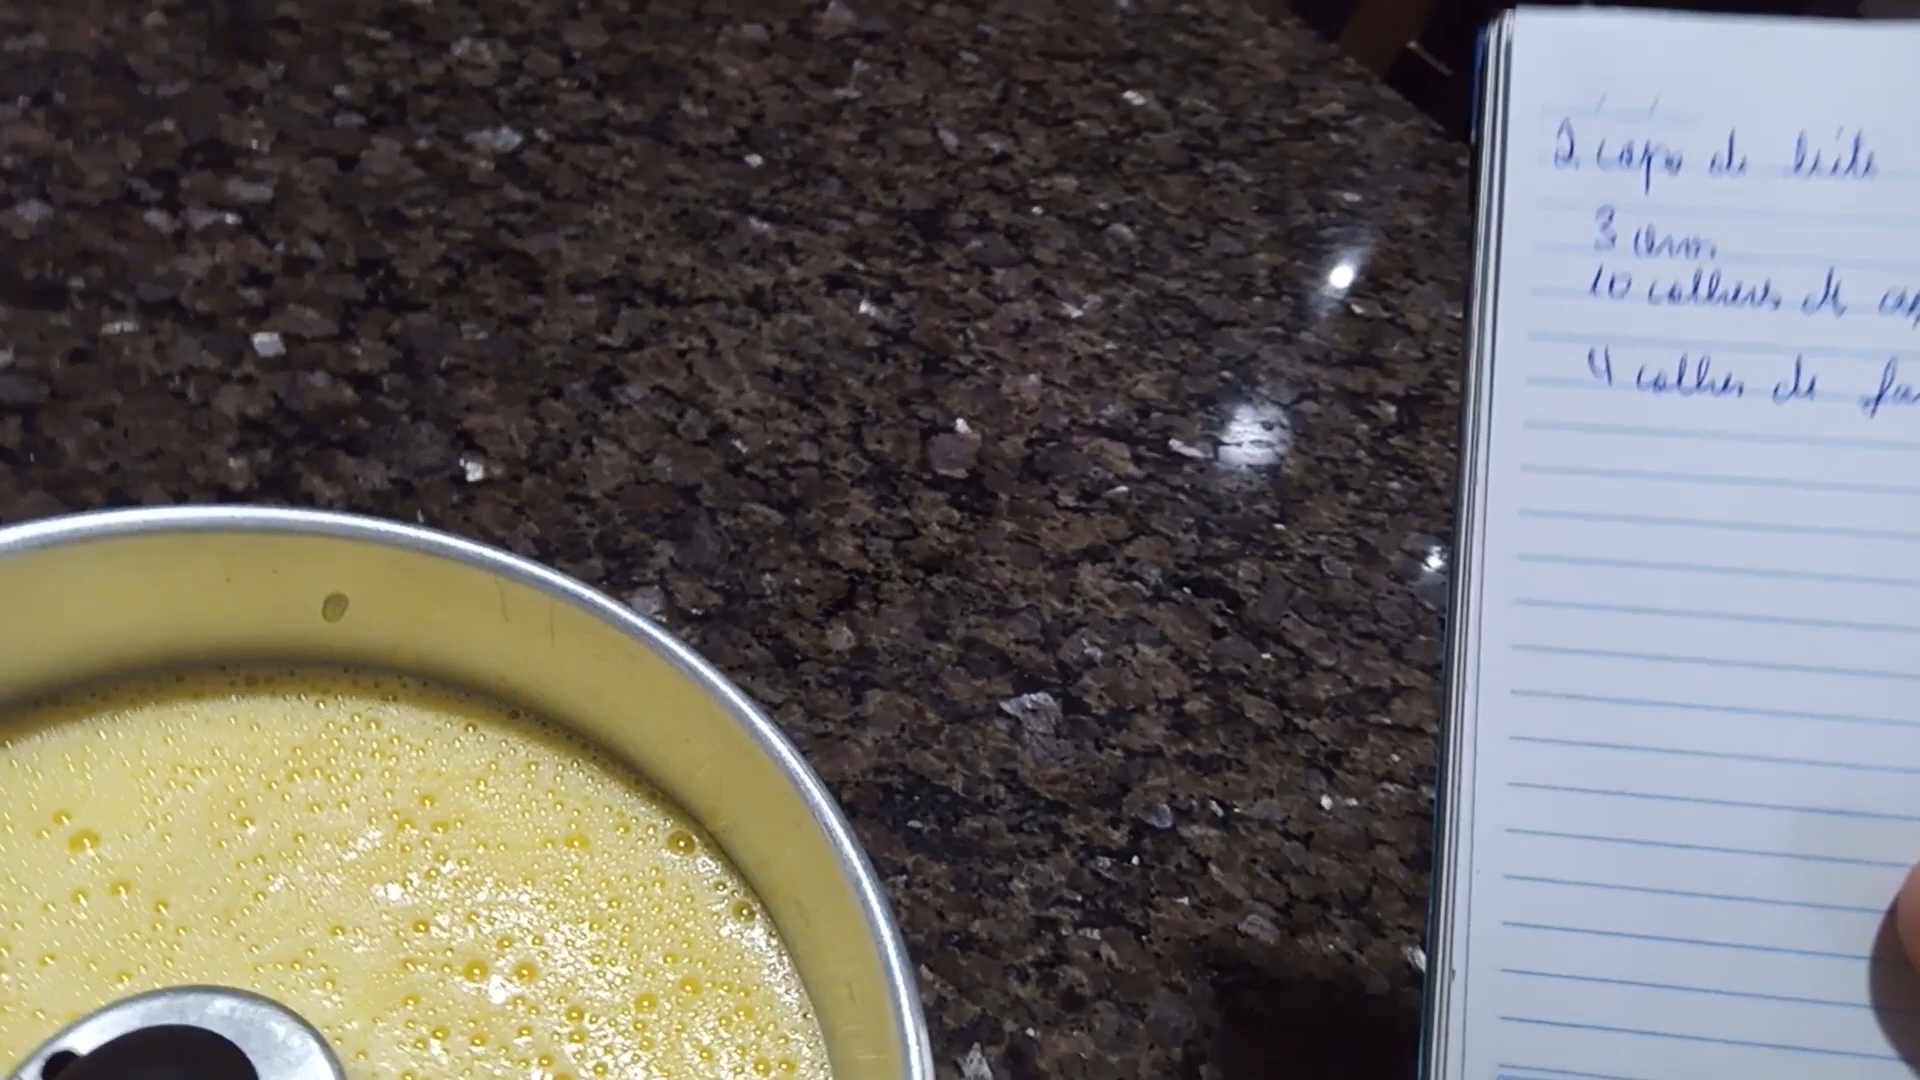 2 copo de leite
3 ovos
10 colheres de
4 colher de